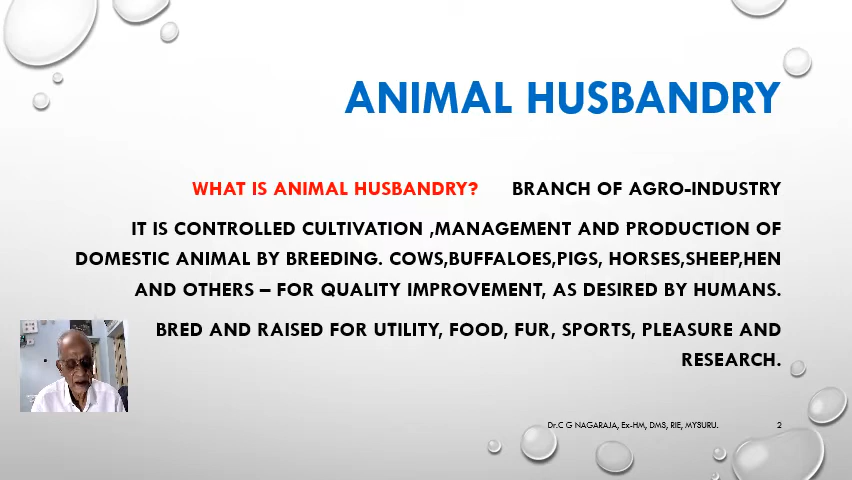 ANIMAL HUSBANDRY
WHAT IS ANIMAL HUSBANDRY? BRANCH OF AGRO-INDUSTRY
IT IS CONTROLLED CULTIVATION ,MANAGEMENT AND PRODUCTION OF
DOMESTIC ANIMAL BY BREEDING. COWS,BUFFALOES,PIGS, HORSES,SHEEP,HEN
AND OTHERS – FOR QUALITY IMPROVEMENT, AS DESIRED BY HUMANS.
BRED AND RAISED FOR UTILITY, FOOD, FUR, SPORTS, PLEASURE AND
RESEARCH.
Dr.C G NAGARAJA, Ex-HM, DMS, RIE, MYSURU. 2